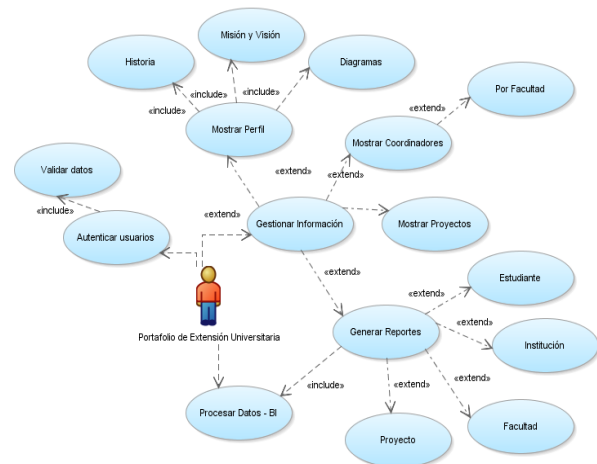 Misión y Visión
Historia
Diagramas
Por Facultad
«include»
«include»
«include»
«extend»
Mostrar Perfil
Mostrar Coordinadores
Validar datos
«extend»
«extend»
«include»
«extend»
Gestionar Información
Mostrar Proyectos
Autenticar usuarios
«extend»
Estudiante
«extend»
Portafolio de Extensión Universitaria
Generar Reportes
«extend»
Institución
«include»
«extend»
«extend»
Procesar Datos - BI
Proyecto
Facultad